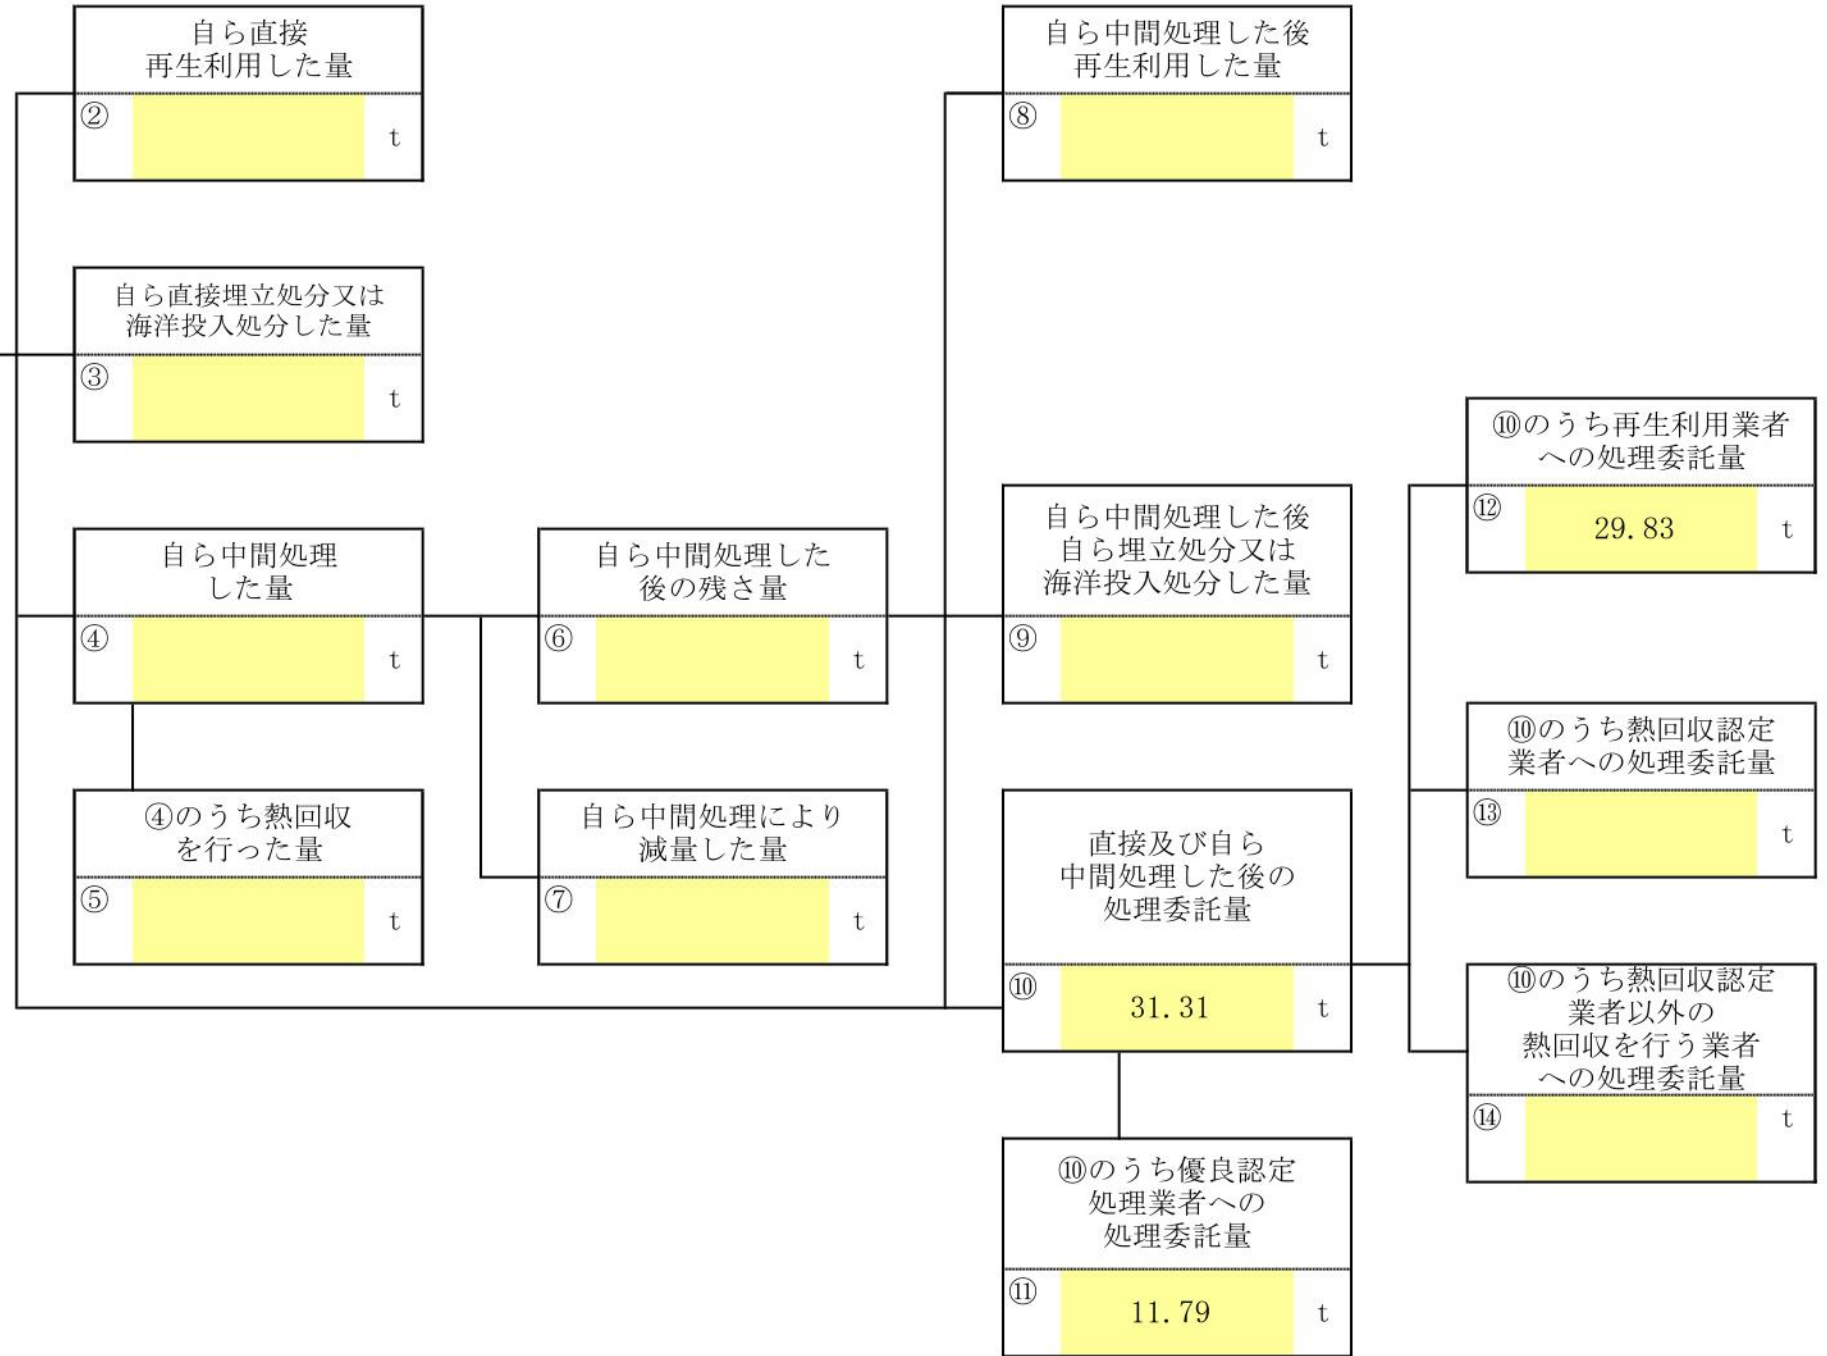 自ら直接
再生利用した量
②
t
自ら中間処理した後
再生利用した量
⑧
t
自ら直接埋立処分又は
海洋投入処分した量
③
t
⑩のうち再生利用業者
への処理委託量
⑫
29.83
t
自ら中間処理
した量
④
t
自ら中間処理した
後の残さ量
⑥
t
自ら中間処理した後
自ら埋立処分又は
海洋投入処分した量
⑨
t
⑩のうち熱回収認定
業者への処理委託量
⑬
t
④のうち熱回収
を行った量
⑤
t
自ら中間処理により
減量した量
⑦
t
直接及び自ら
中間処理した後の
処理委託量
⑩
31.31
t
⑩のうち熱回収認定
業者以外の
熱回収を行う業者
への処理委託量
⑭
t
⑩のうち優良認定
処理業者への
処理委託量
⑪
11.79
t